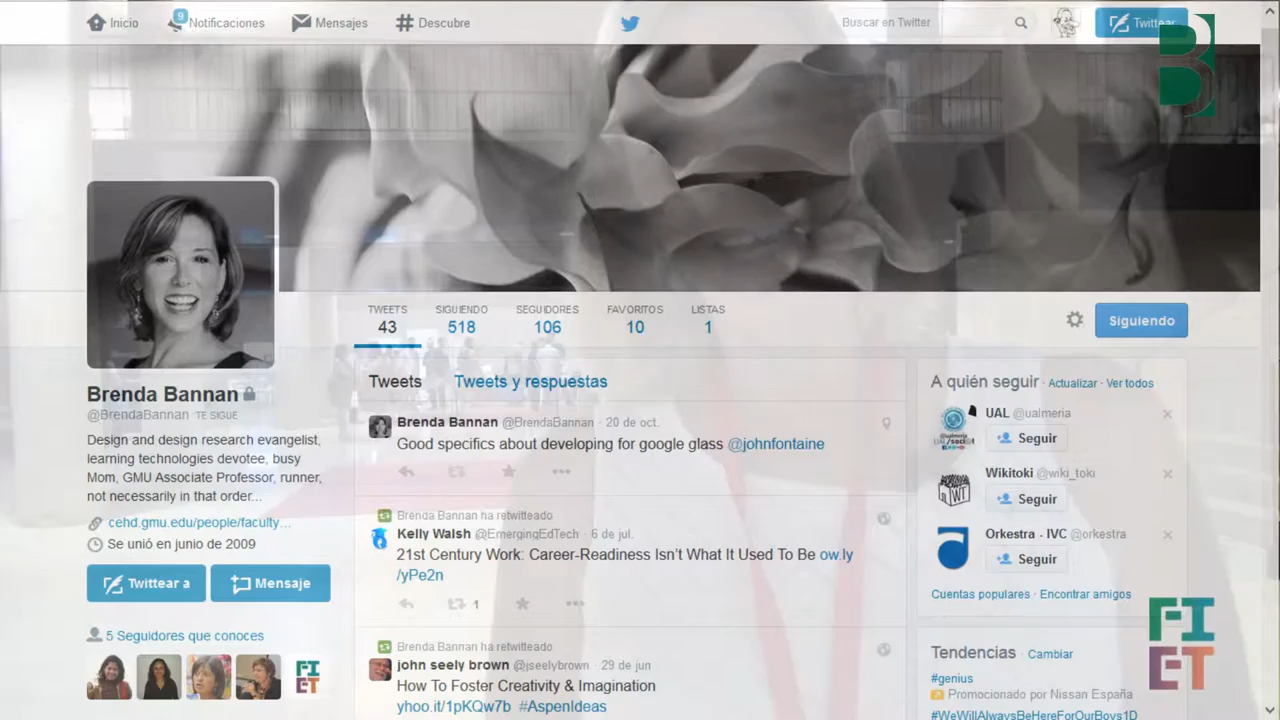 Inicio
9
Notificaciones
Mensajes
Descubre
Buscar en Twitter
Twittear
B
TWEETS
43
SIGUIENDO
518
SEGUIDORES
106
FAVORITOS
10
LISTAS
1
Siguiendo
Brenda Bannan
@BrendaBannan TE SIGUE
Design and design research evangelist,
learning technologies devotee, busy
Mom, GMU Associate Professor, runner,
not necessarily in that order...
cehd.gmu.edu/people/faculty...
Se unió en junio de 2009
Twittear a
Mensaje
5 Seguidores que conoces
FIET
Tweets
Tweets y respuestas
Brenda Bannan @BrendaBannan · 20 de oct.
Good specifics about developing for google glass @johnfontaine
Brenda Bannan ha retwitteado
Kelly Walsh @EmergingEdTech · 6 de jul.
21st Century Work: Career-Readiness Isn't What It Used To Be ow.ly
/yPe2n
1
Brenda Bannan ha retwitteado
john seely brown @jseelybrown · 29 de jun
How To Foster Creativity & Imagination
yhoo.it/1pKQw7b #AspenIdeas
A quién seguir · Actualizar · Ver todos
UAL @ualmeria
Seguir
Wikitoki @wiki_toki
Seguir
Orkestra - IVC @orkestra
Seguir
Cuentas populares · Encontrar amigos
Tendencias · Cambiar
#genius
Promocionado por Nissan España
#WeWillAlwaysBeHereForOurBoys1D
FIET